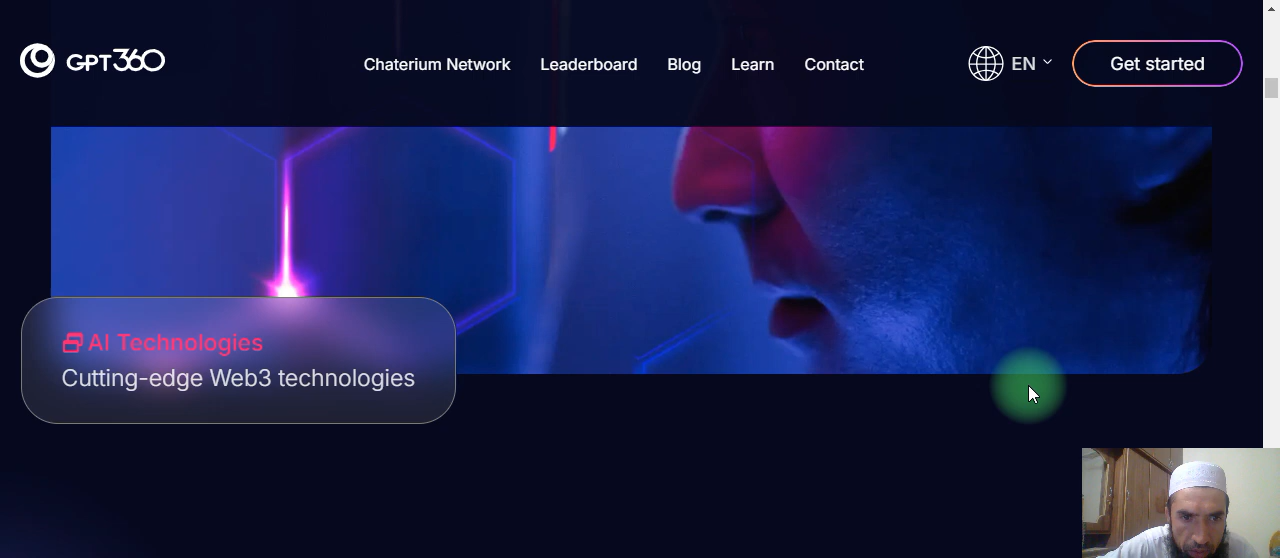 GPT360
Chaterium Network
Leaderboard
Blog
Learn
Contact
EN
Get started
AI Technologies
Cutting-edge Web3 technologies